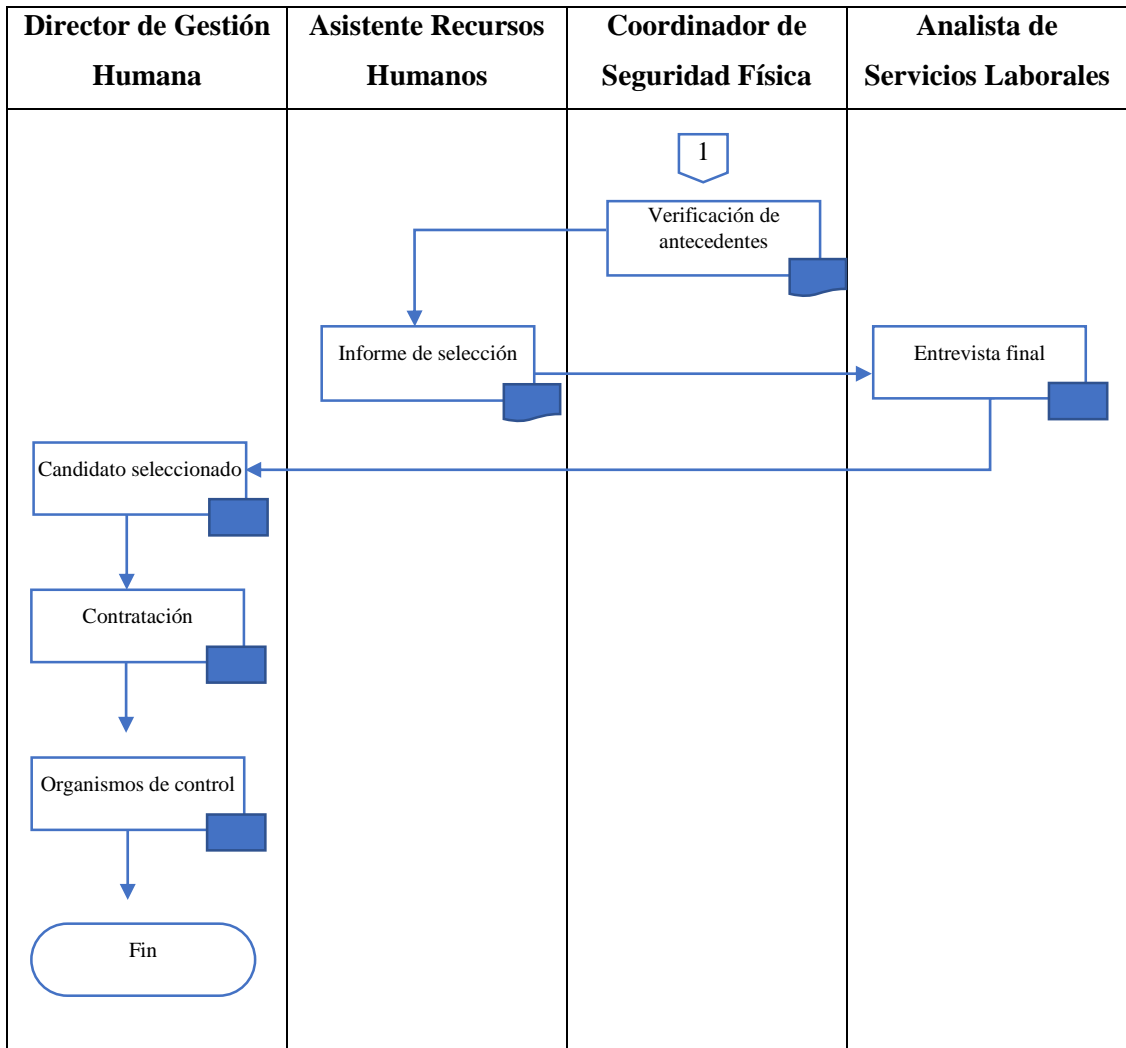 Director de Gestión
Humana
Asistente Recursos
Humanos
Coordinador de
Seguridad Física
Analista de
Servicios Laborales
1
Verificación de
antecedentes
Informe de selección
Entrevista final
Candidato seleccionado
Contratación
Organismos de control
Fin